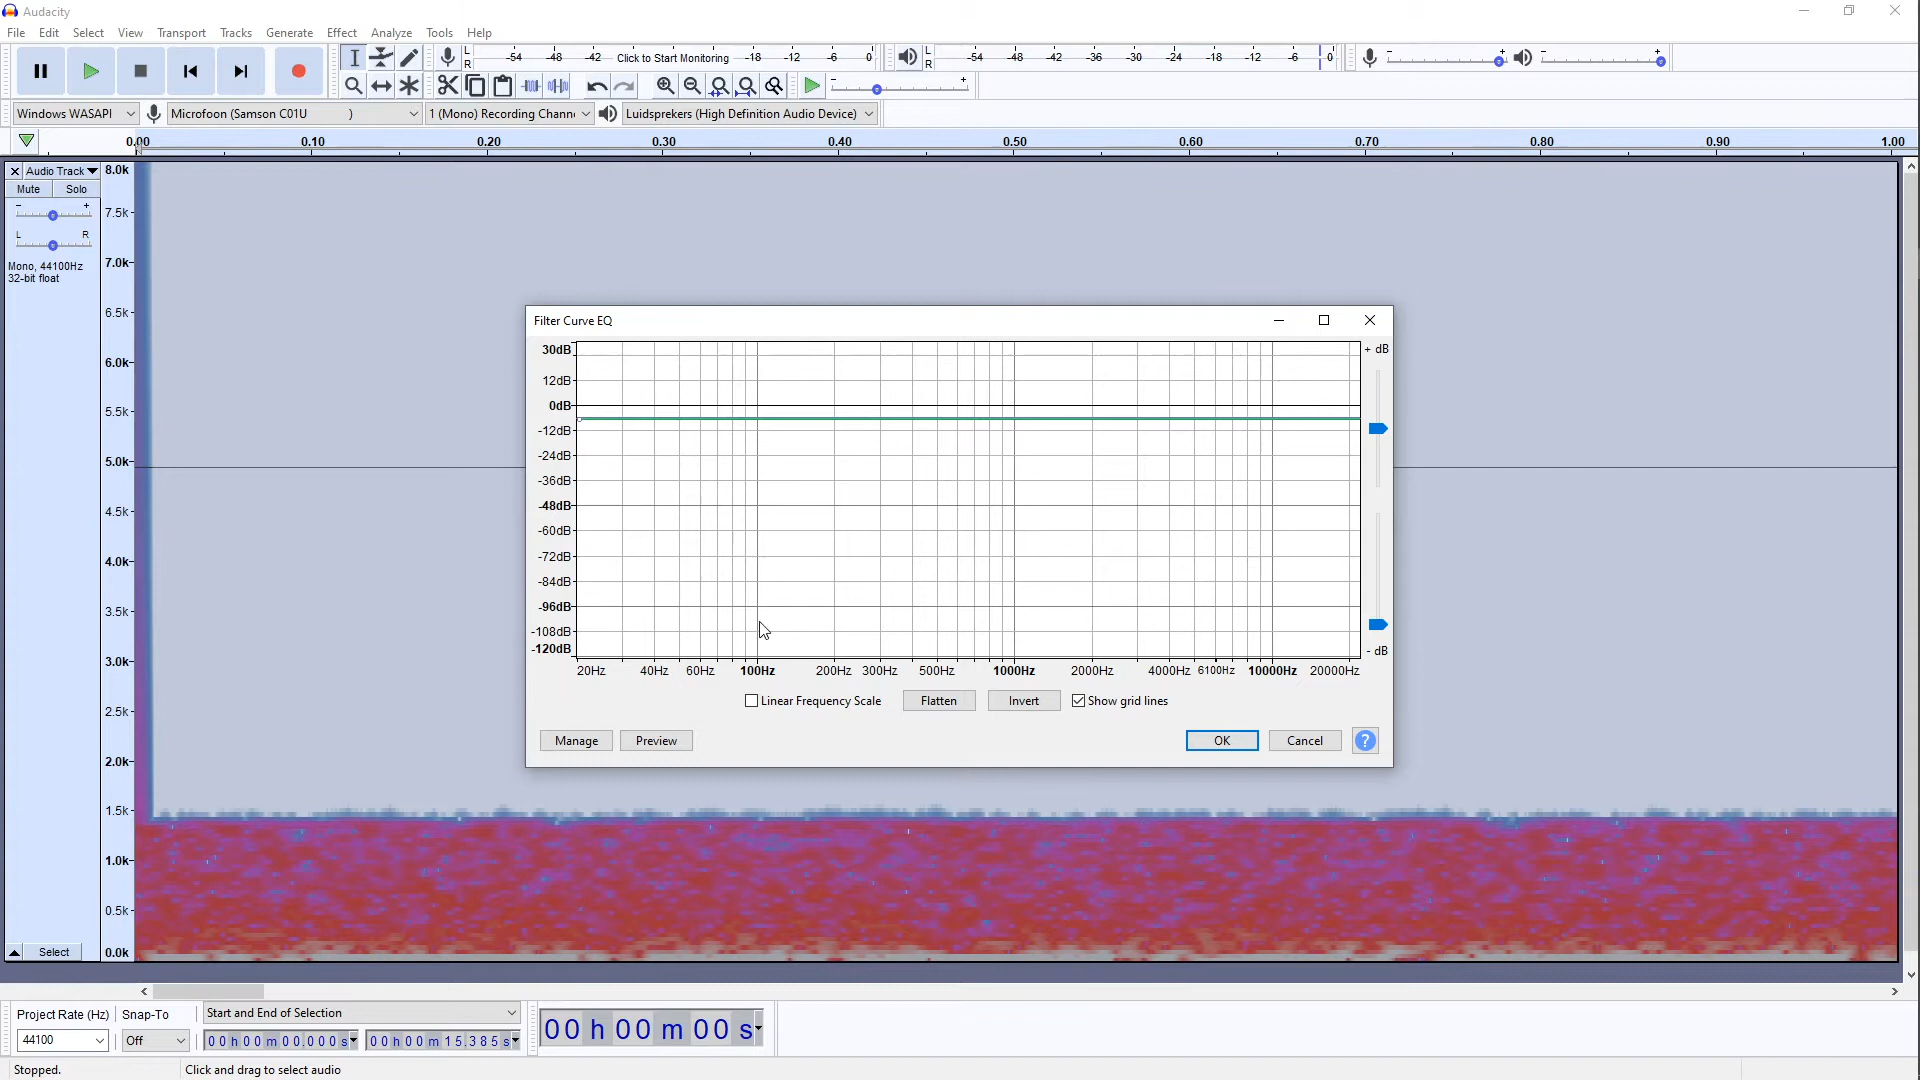 Audacity
File Edit Select View Transport Tracks Generate Effect Analyze Tools Help
L -54 -48 -42 Click to Start Monitoring -18 -12 -6 0 L -54 -48 -42 -36 -30 -24 -18 -12 -6 0 - + - +
R R
- +
Windows WASAPI Microfoon (Samson C01U ) 1 (Mono) Recording Chann Luidsprekers (High Definition Audio Device)
0.00 0.10 0.20 0.30 0.40 0.50 0.60 0.70 0.80 0.90 1.00
Audio Track
Mute Solo
- +
L R
Mono, 44100Hz
32-bit float
Select
8.0k
7.5k
7.0k
6.5k
6.0k
5.5k
5.0k
4.5k
4.0k
3.5k
3.0k
2.5k
2.0k
1.5k
1.0k
0.5k
0.0k
Filter Curve EQ
+ dB
30dB
12dB
0dB
-12dB
-24dB
-36dB
-48dB
-60dB
-72dB
-84dB
-96dB
-108dB
-120dB
- dB
20Hz 40Hz 60Hz 100Hz 200Hz 300Hz 500Hz 1000Hz 2000Hz 4000Hz 6100Hz 10000Hz 20000Hz
Linear Frequency Scale Flatten Invert Show grid lines
Manage Preview OK Cancel ?
Project Rate (Hz) Snap-To Start and End of Selection
44100 Off 00h00m00.000s 00h00m15.385s 00 h 00 m 00 s
Stopped. Click and drag to select audio